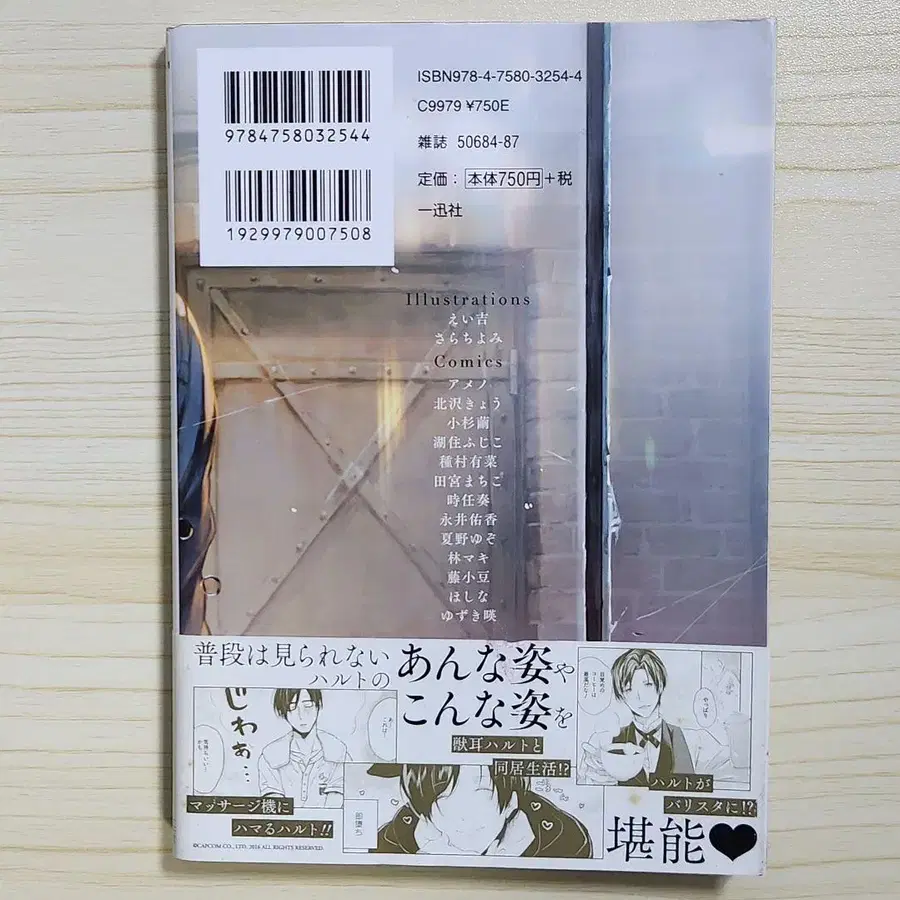 9784758032544
1929979007508
ISBN978-4-7580-3254-4
C9979 ¥750E
雑誌 50684-87
定価：本体750円+税
一迅社
Illustrations
えい吉
さらちよみ
Comics
アメノ
北沢きょう
小杉繭
湖住ふじこ
種村有菜
田宮まちこ
時任奏
永井佑香
夏野ゆぞ
林マキ
藤小豆
ほしな
ゆずき暎
普段は見られない
ハルトの
あんな姿や
こんな姿を
じわぁ…
マッサージ機に
ハマるハルト!!
獣耳ハルトと
同居生活!?
やっぱり
ハルトが
バリスタに!?
堪能♥
©CAPCOM CO., LTD. 2016 ALL RIGHTS RESERVED.